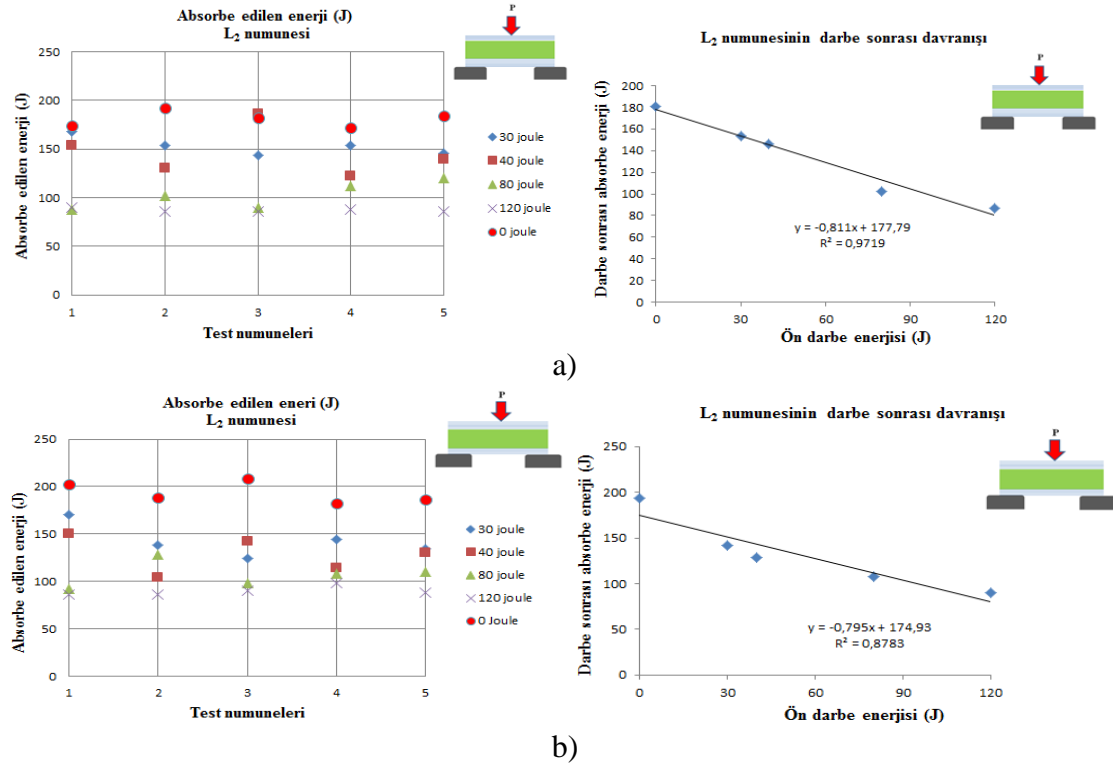 Absorbe edilen enerji (J)
L₂ numunesi
P
Absorbe edilen enerji (J)
250
200
150
100
50
0
1 2 3 4 5
Test numuneleri
30 joule
40 joule
80 joule
120 joule
0 joule
L₂ numunesinin darbe sonrası davranışı
P
Darbe sonrası absorbe enerji (J)
200
180
160
140
120
100
80
60
40
20
0
0 30 60 90 120
y = -0,811x + 177,79
R² = 0,9719
Ön darbe enerjisi (J)
a)
Absorbe edilen eneri (J)
L₂ numunesi
P
Absorbe edilen enerji (J)
250
200
150
100
50
0
1 2 3 4 5
Test numuneleri
30 joule
40 joule
80 joule
120 joule
0 Joule
L₂ numunesinin darbe sonrası davranışı
P
Darbe sonrası absorbe enerji (J)
250
200
150
100
50
0
0 30 60 90 120
y = -0,795x + 174,93
R² = 0,8783
Ön darbe enerjisi (J)
b)